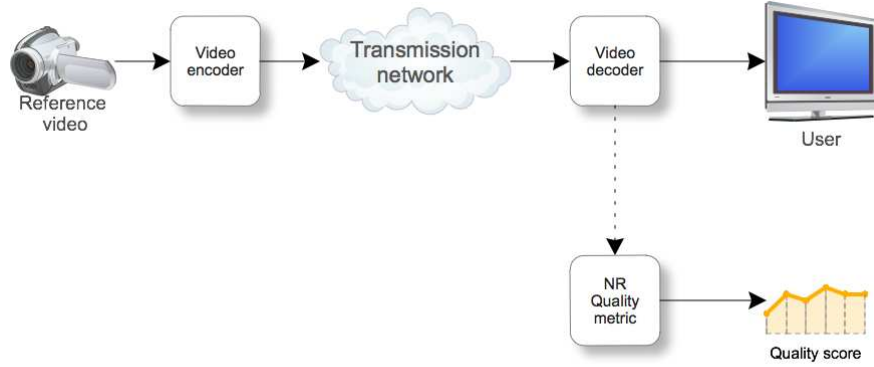 Reference
video
Video
encoder
Transmission
network
Video
decoder
User
NR
Quality
metric
Quality score